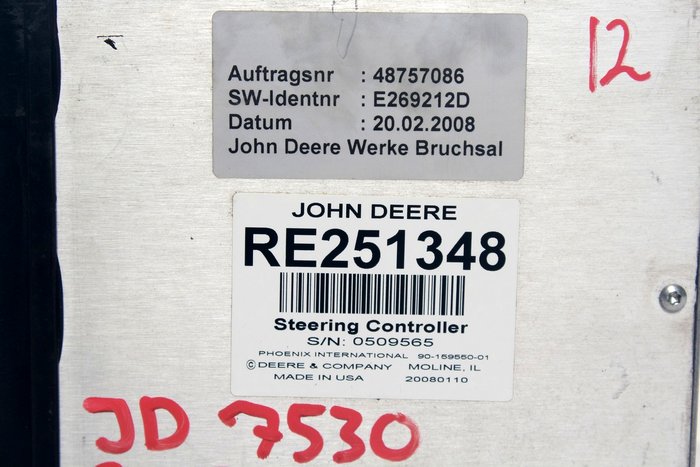 12
Auftragsnr : 48757086
SW-Identnr : E269212D
Datum : 20.02.2008
John Deere Werke Bruchsal
JOHN DEERE
RE251348
Steering Controller
S/N: 0509565
PHOENIX INTERNATIONAL 90-159550-01
©DEERE & COMPANY MOLINE, IL
MADE IN USA 20080110
JD 7530